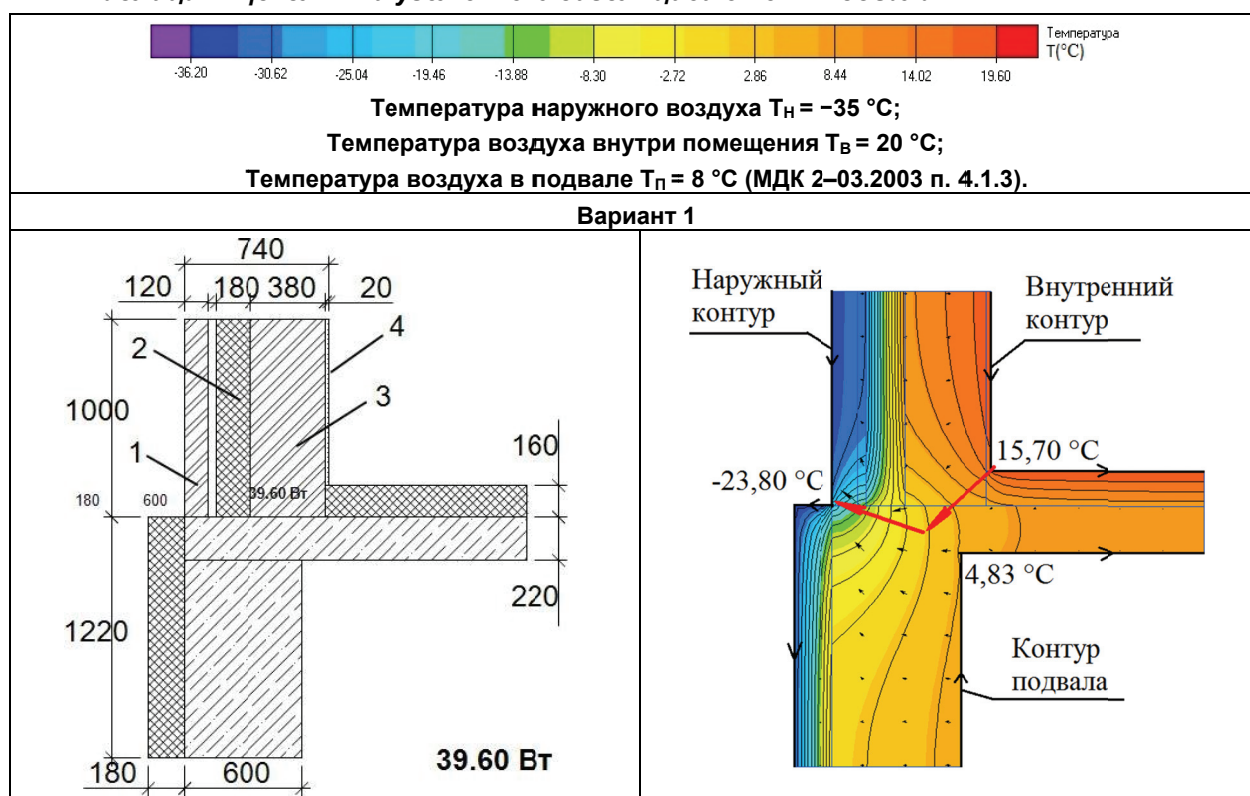 Температура
T(°C)
-36.20 -30.62 -25.04 -19.46 -13.88 -8.30 -2.72 2.86 8.44 14.02 19.60
Температура наружного воздуха Tн = −35 °C;
Температура воздуха внутри помещения Tв = 20 °C;
Температура воздуха в подвале Tп = 8 °C (МДК 2–03.2003 п. 4.1.3).
Вариант 1
740
120 180 380 20
2
4
1000
3
1
160
180 600 39.60 Вт
220
1220
39.60 Вт
180 600
Наружный
контур
Внутренний
контур
15,70 °C
-23,80 °C
4,83 °C
Контур
подвала